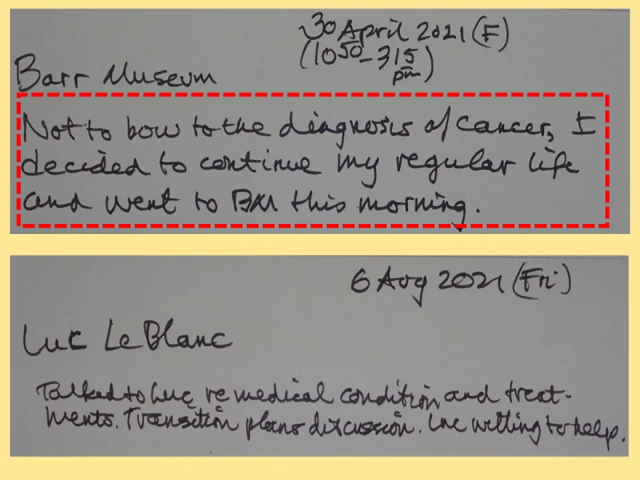 30 April 2021 (F)
(1050-315 pm)
Barr Museum
Not to bow to the diagnosis of cancer, I
decided to continue my regular life
and went to BM this morning.
6 Aug 2021 (Fri)
Luc LeBlanc
Talked to Luc re medical condition and treat-
ments. Transition plans discussion. Luc willing to help.